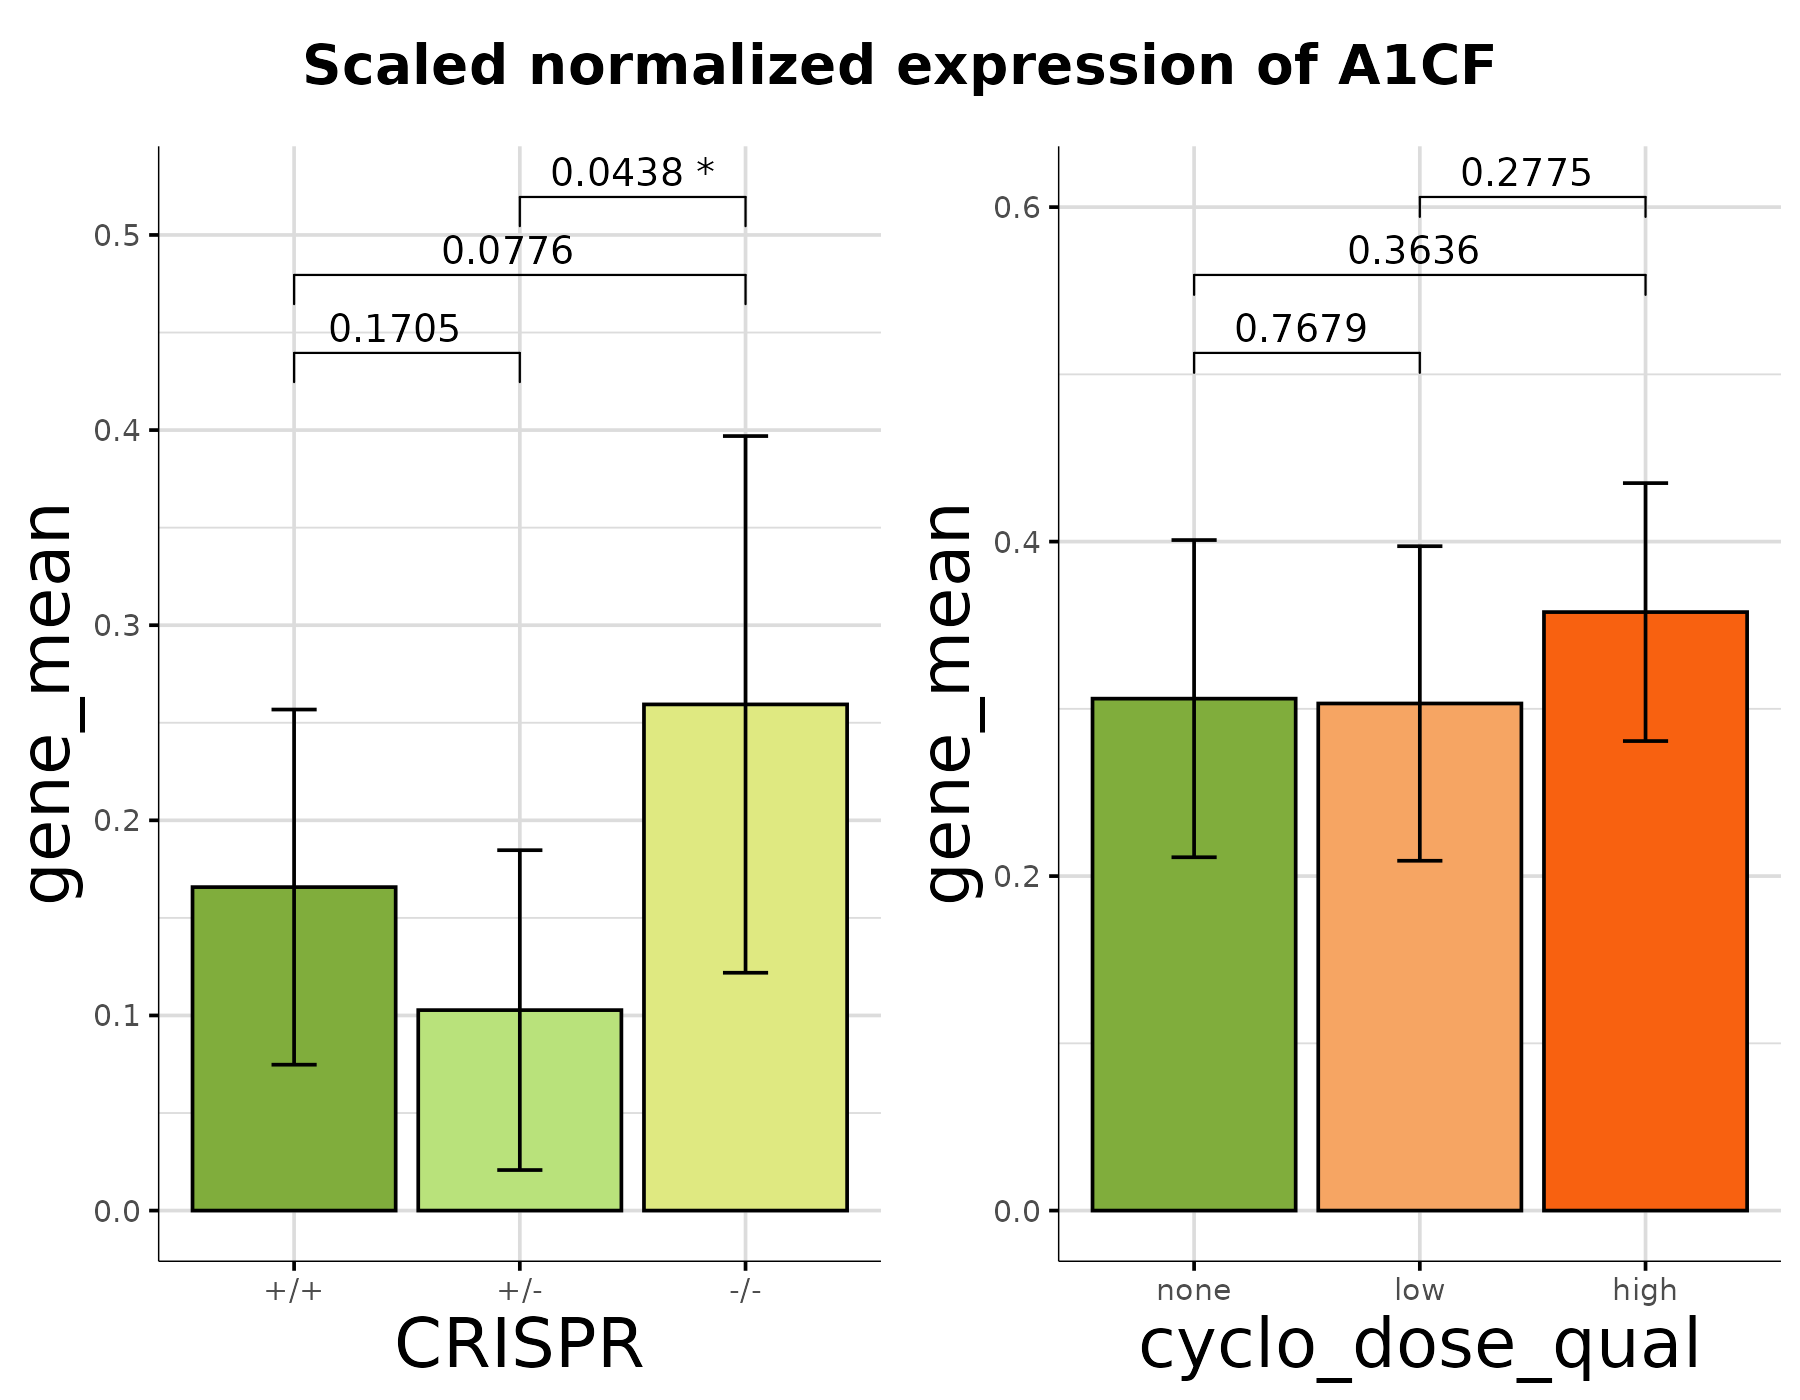 Scaled normalized expression of A1CF
gene_mean
0.5
0.4
0.3
0.2
0.1
0.0
0.0438 *
0.0776
0.1705
+/+ +/- -/-
CRISPR
gene_mean
0.6
0.4
0.2
0.0
0.2775
0.3636
0.7679
none low high
cyclo_dose_qual